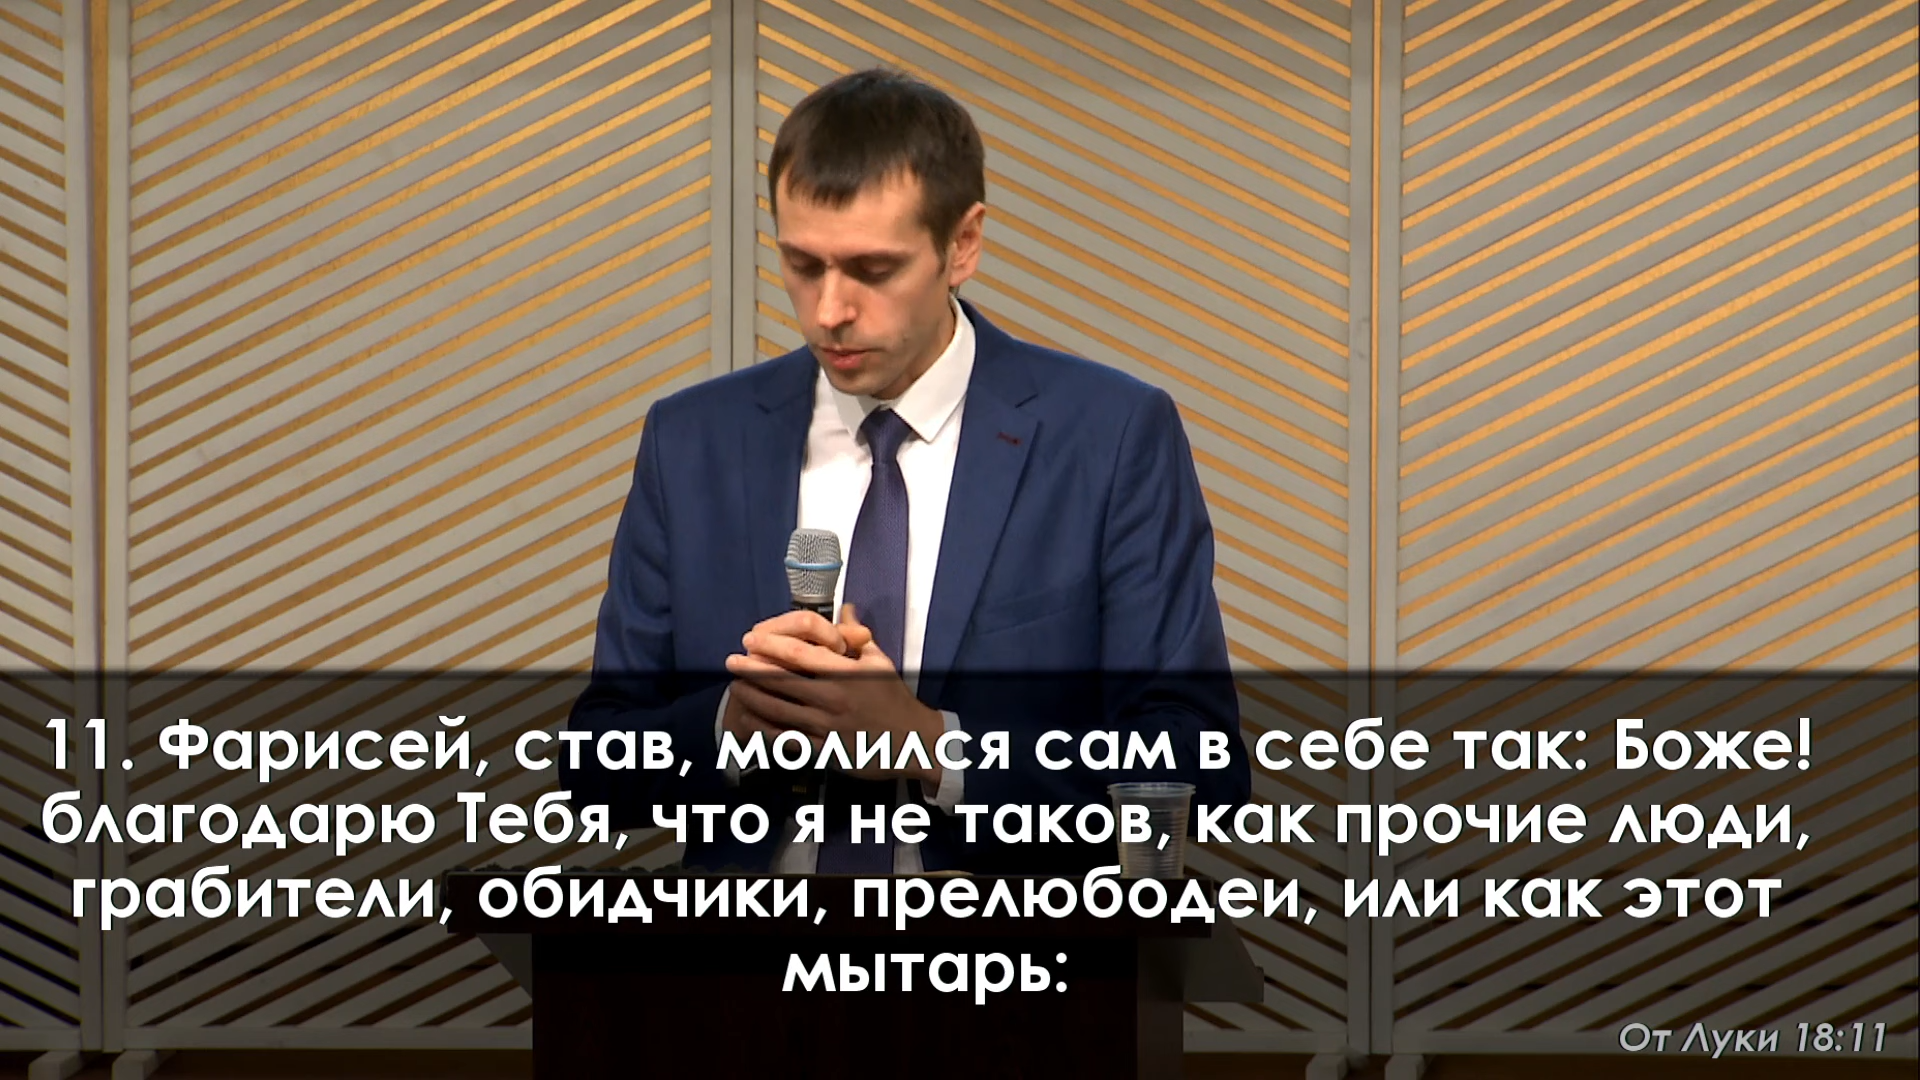 11. Фарисей, став, молился сам в себе так: Боже!
благодарю Тебя, что я не таков, как прочие люди,
грабители, обидчики, прелюбодеи, или как этот
мытарь:
От Луки 18:11